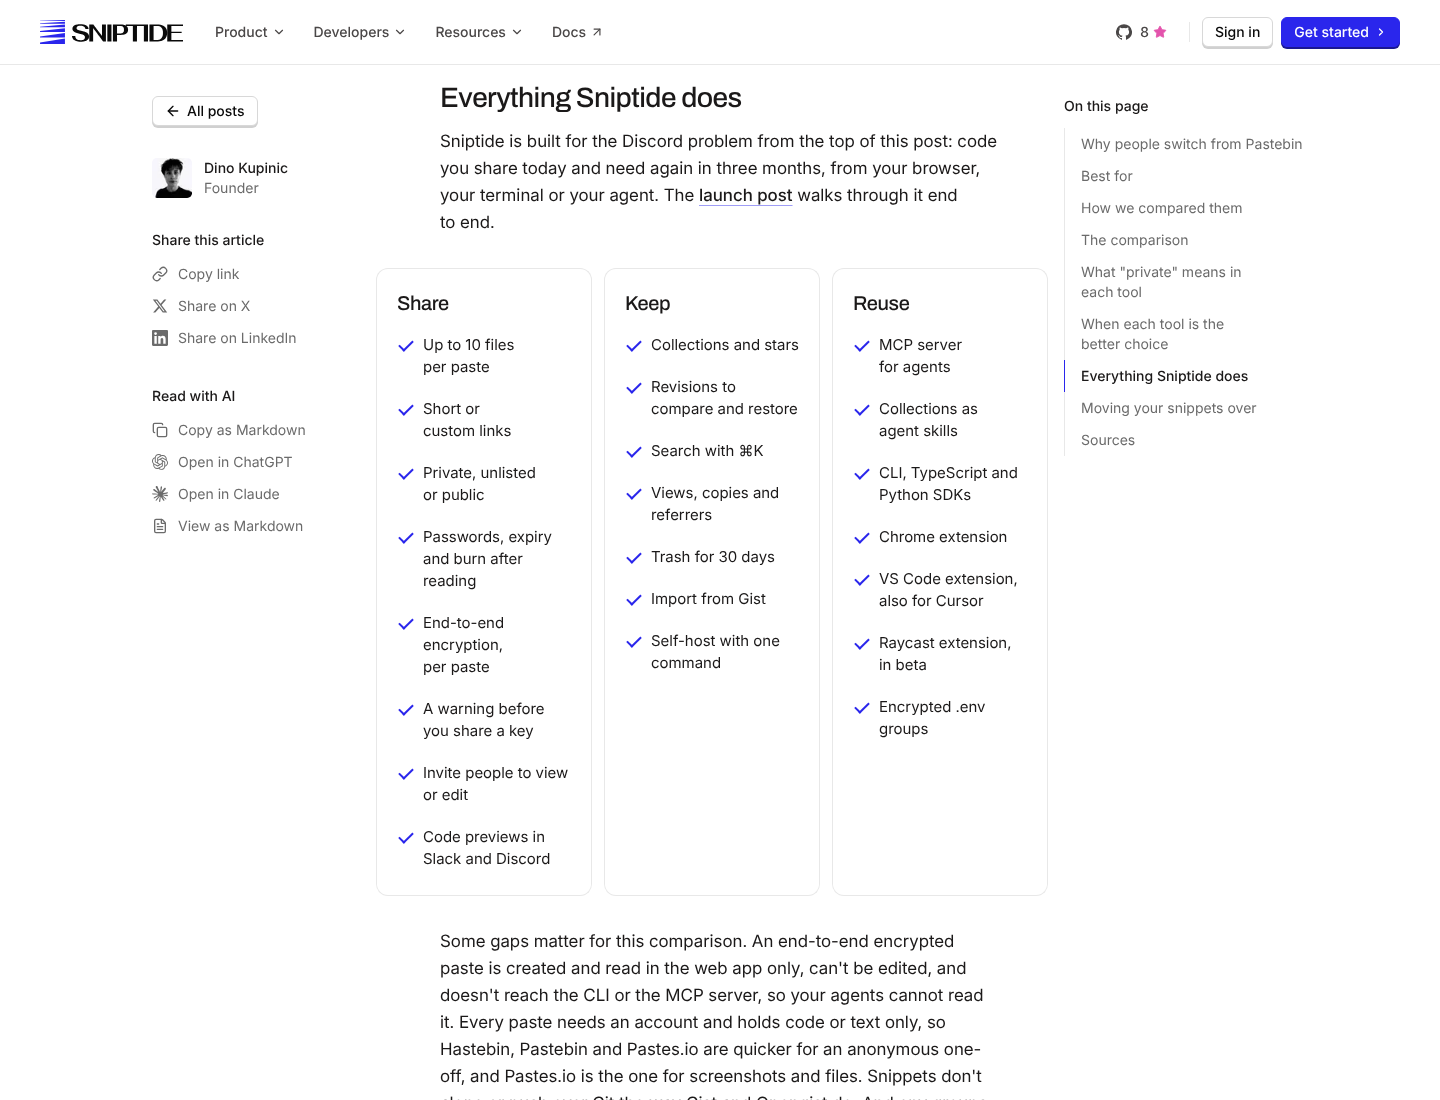 SNIPTIDE
Product
Developers
Resources
Docs
8
Sign in
Get started
All posts
Dino Kupinic
Founder
Share this article
Copy link
Share on X
Share on LinkedIn
Read with AI
Copy as Markdown
Open in ChatGPT
Open in Claude
View as Markdown
Everything Sniptide does
Sniptide is built for the Discord problem from the top of this post: code
you share today and need again in three months, from your browser,
your terminal or your agent. The launch post walks through it end
to end.
Share
Up to 10 files
per paste
Short or
custom links
Private, unlisted
or public
Passwords, expiry
and burn after
reading
End-to-end
encryption,
per paste
A warning before
you share a key
Invite people to view
or edit
Code previews in
Slack and Discord
Keep
Collections and stars
Revisions to
compare and restore
Search with ⌘K
Views, copies and
referrers
Trash for 30 days
Import from Gist
Self-host with one
command
Reuse
MCP server
for agents
Collections as
agent skills
CLI, TypeScript and
Python SDKs
Chrome extension
VS Code extension,
also for Cursor
Raycast extension,
in beta
Encrypted .env
groups
Some gaps matter for this comparison. An end-to-end encrypted
paste is created and read in the web app only, can't be edited, and
doesn't reach the CLI or the MCP server, so your agents cannot read
it. Every paste needs an account and holds code or text only, so
Hastebin, Pastebin and Pastes.io are quicker for an anonymous one-
off, and Pastes.io is the one for screenshots and files. Snippets don't
On this page
Why people switch from Pastebin
Best for
How we compared them
The comparison
What "private" means in
each tool
When each tool is the
better choice
Everything Sniptide does
Moving your snippets over
Sources